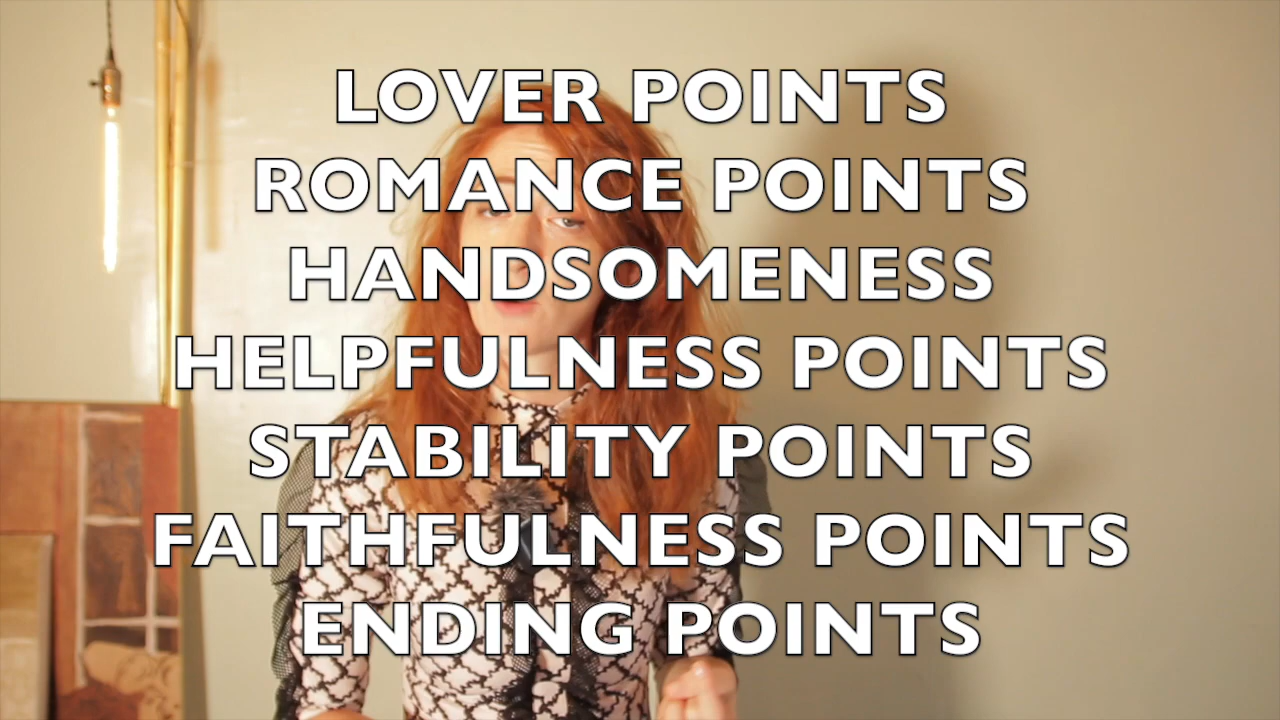 LOVER POINTS
ROMANCE POINTS
HANDSOMENESS
HELPFULNESS POINTS
STABILITY POINTS
FAITHFULNESS POINTS
ENDING POINTS